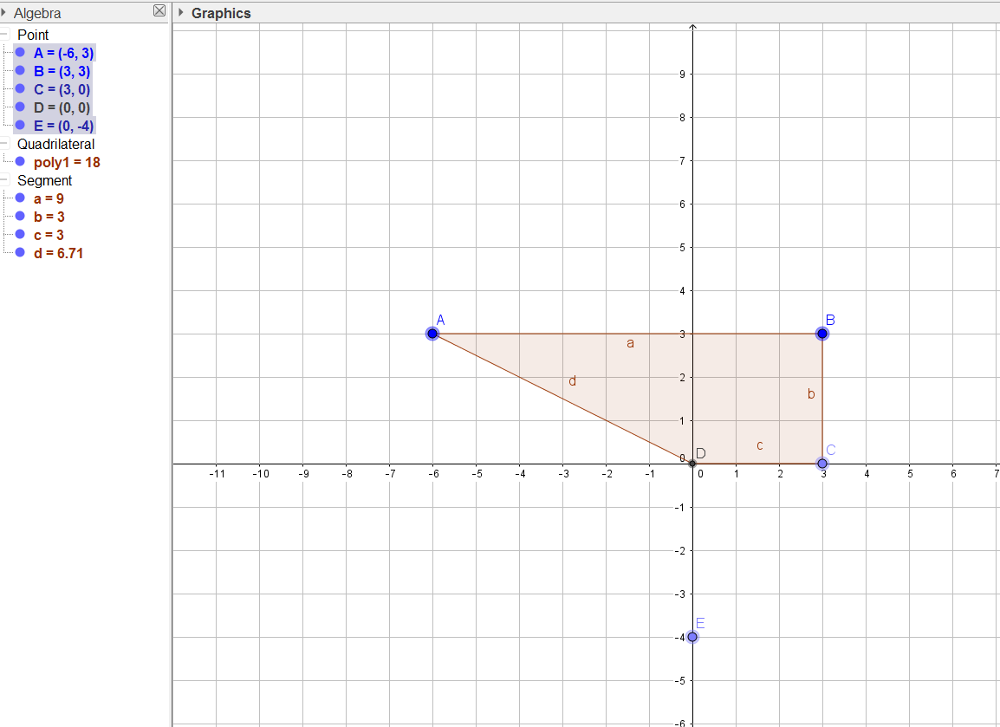 Algebra
Graphics
Point
A = (-6, 3)
B = (3, 3)
C = (3, 0)
D = (0, 0)
E = (0, -4)
Quadrilateral
poly1 = 18
Segment
a = 9
b = 3
c = 3
d = 6.71
9
8
7
6
5
4
A
B
3
a
d
2
b
1
c
0
D
C
-11 -10 -9 -8 -7 -6 -5 -4 -3 -2 -1 0 1 2 3 4 5 6 7
-1
-2
-3
E
-4
-5
-6